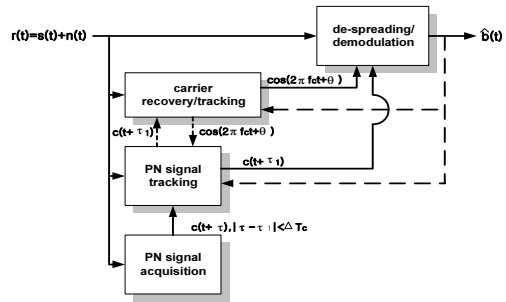 r(t)=s(t)+n(t)
de-spreading/
demodulation
b̂(t)
carrier
recovery/tracking
cos(2π fct+θ)
c(t+τ1)
cos(2π fct+θ)
PN signal
tracking
c(t+τ1)
c(t+τ),|τ-τ1|<△Tc
PN signal
acquisition